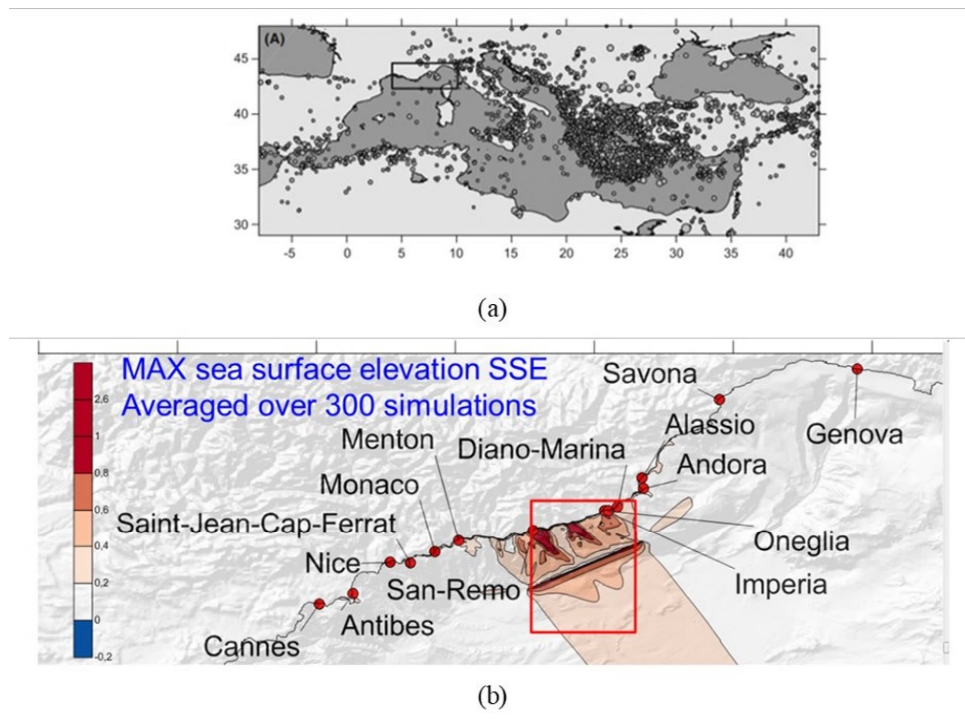 (A)
45
40
35
30
-5 0 5 10 15 20 25 30 35 40
(a)
MAX sea surface elevation SSE
Averaged over 300 simulations
2,6
1
0,8
0,6
0,4
0,2
0
-0,2
Savona
Menton
Diano-Marina
Alassio
Genova
Monaco
Andora
Saint-Jean-Cap-Ferrat
Nice
Oneglia
San-Remo
Imperia
Antibes
Cannes
(b)